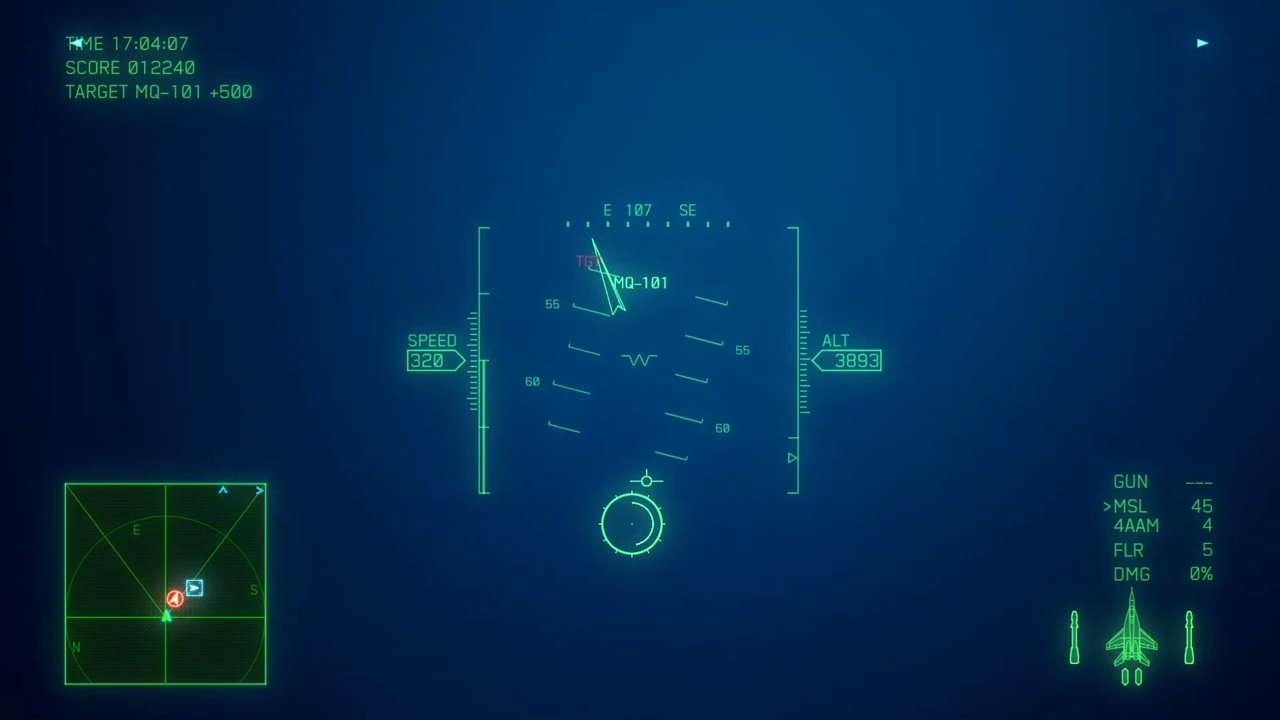 TIME 17:04:07
SCORE 012240
TARGET MQ-101 +500
E 107 SE
TGT
MQ-101
55
55
60
60
SPEED
320
ALT
3893
E
S
N
GUN ---
>MSL 45
4AAM 4
FLR 5
DMG 0%